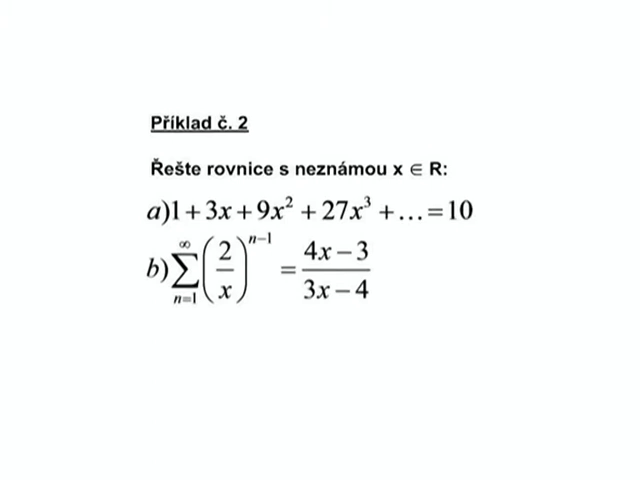 Příklad č. 2
Řešte rovnice s neznámou x ∈ R:
a)1+3x+9x²+27x³+…=10
b)∑_{n=1}^{∞}(2/x)^{n−1}=(4x−3)/(3x−4)